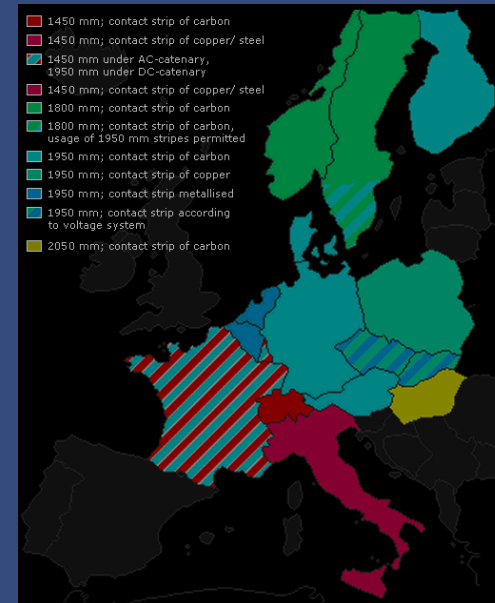 1450 mm; contact strip of carbon
1450 mm; contact strip of copper/ steel
1450 mm under AC-catenary,
1950 mm under DC-catenary
1450 mm; contact strip of copper/ steel
1800 mm; contact strip of carbon
1800 mm; contact strip of carbon,
usage of 1950 mm stripes permitted
1950 mm; contact strip of carbon
1950 mm; contact strip of copper
1950 mm; contact strip metallised
1950 mm; contact strip according
to voltage system
2050 mm; contact strip of carbon